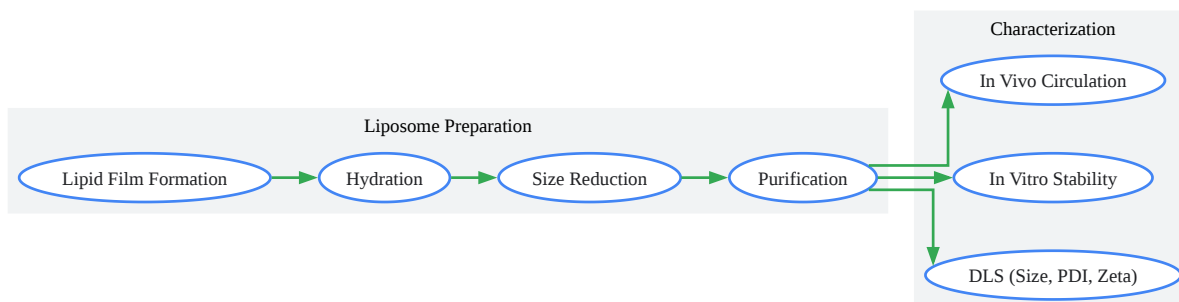 Characterization
In Vivo Circulation
Liposome Preparation
Lipid Film Formation
Hydration
Size Reduction
Purification
In Vitro Stability
DLS (Size, PDI, Zeta)